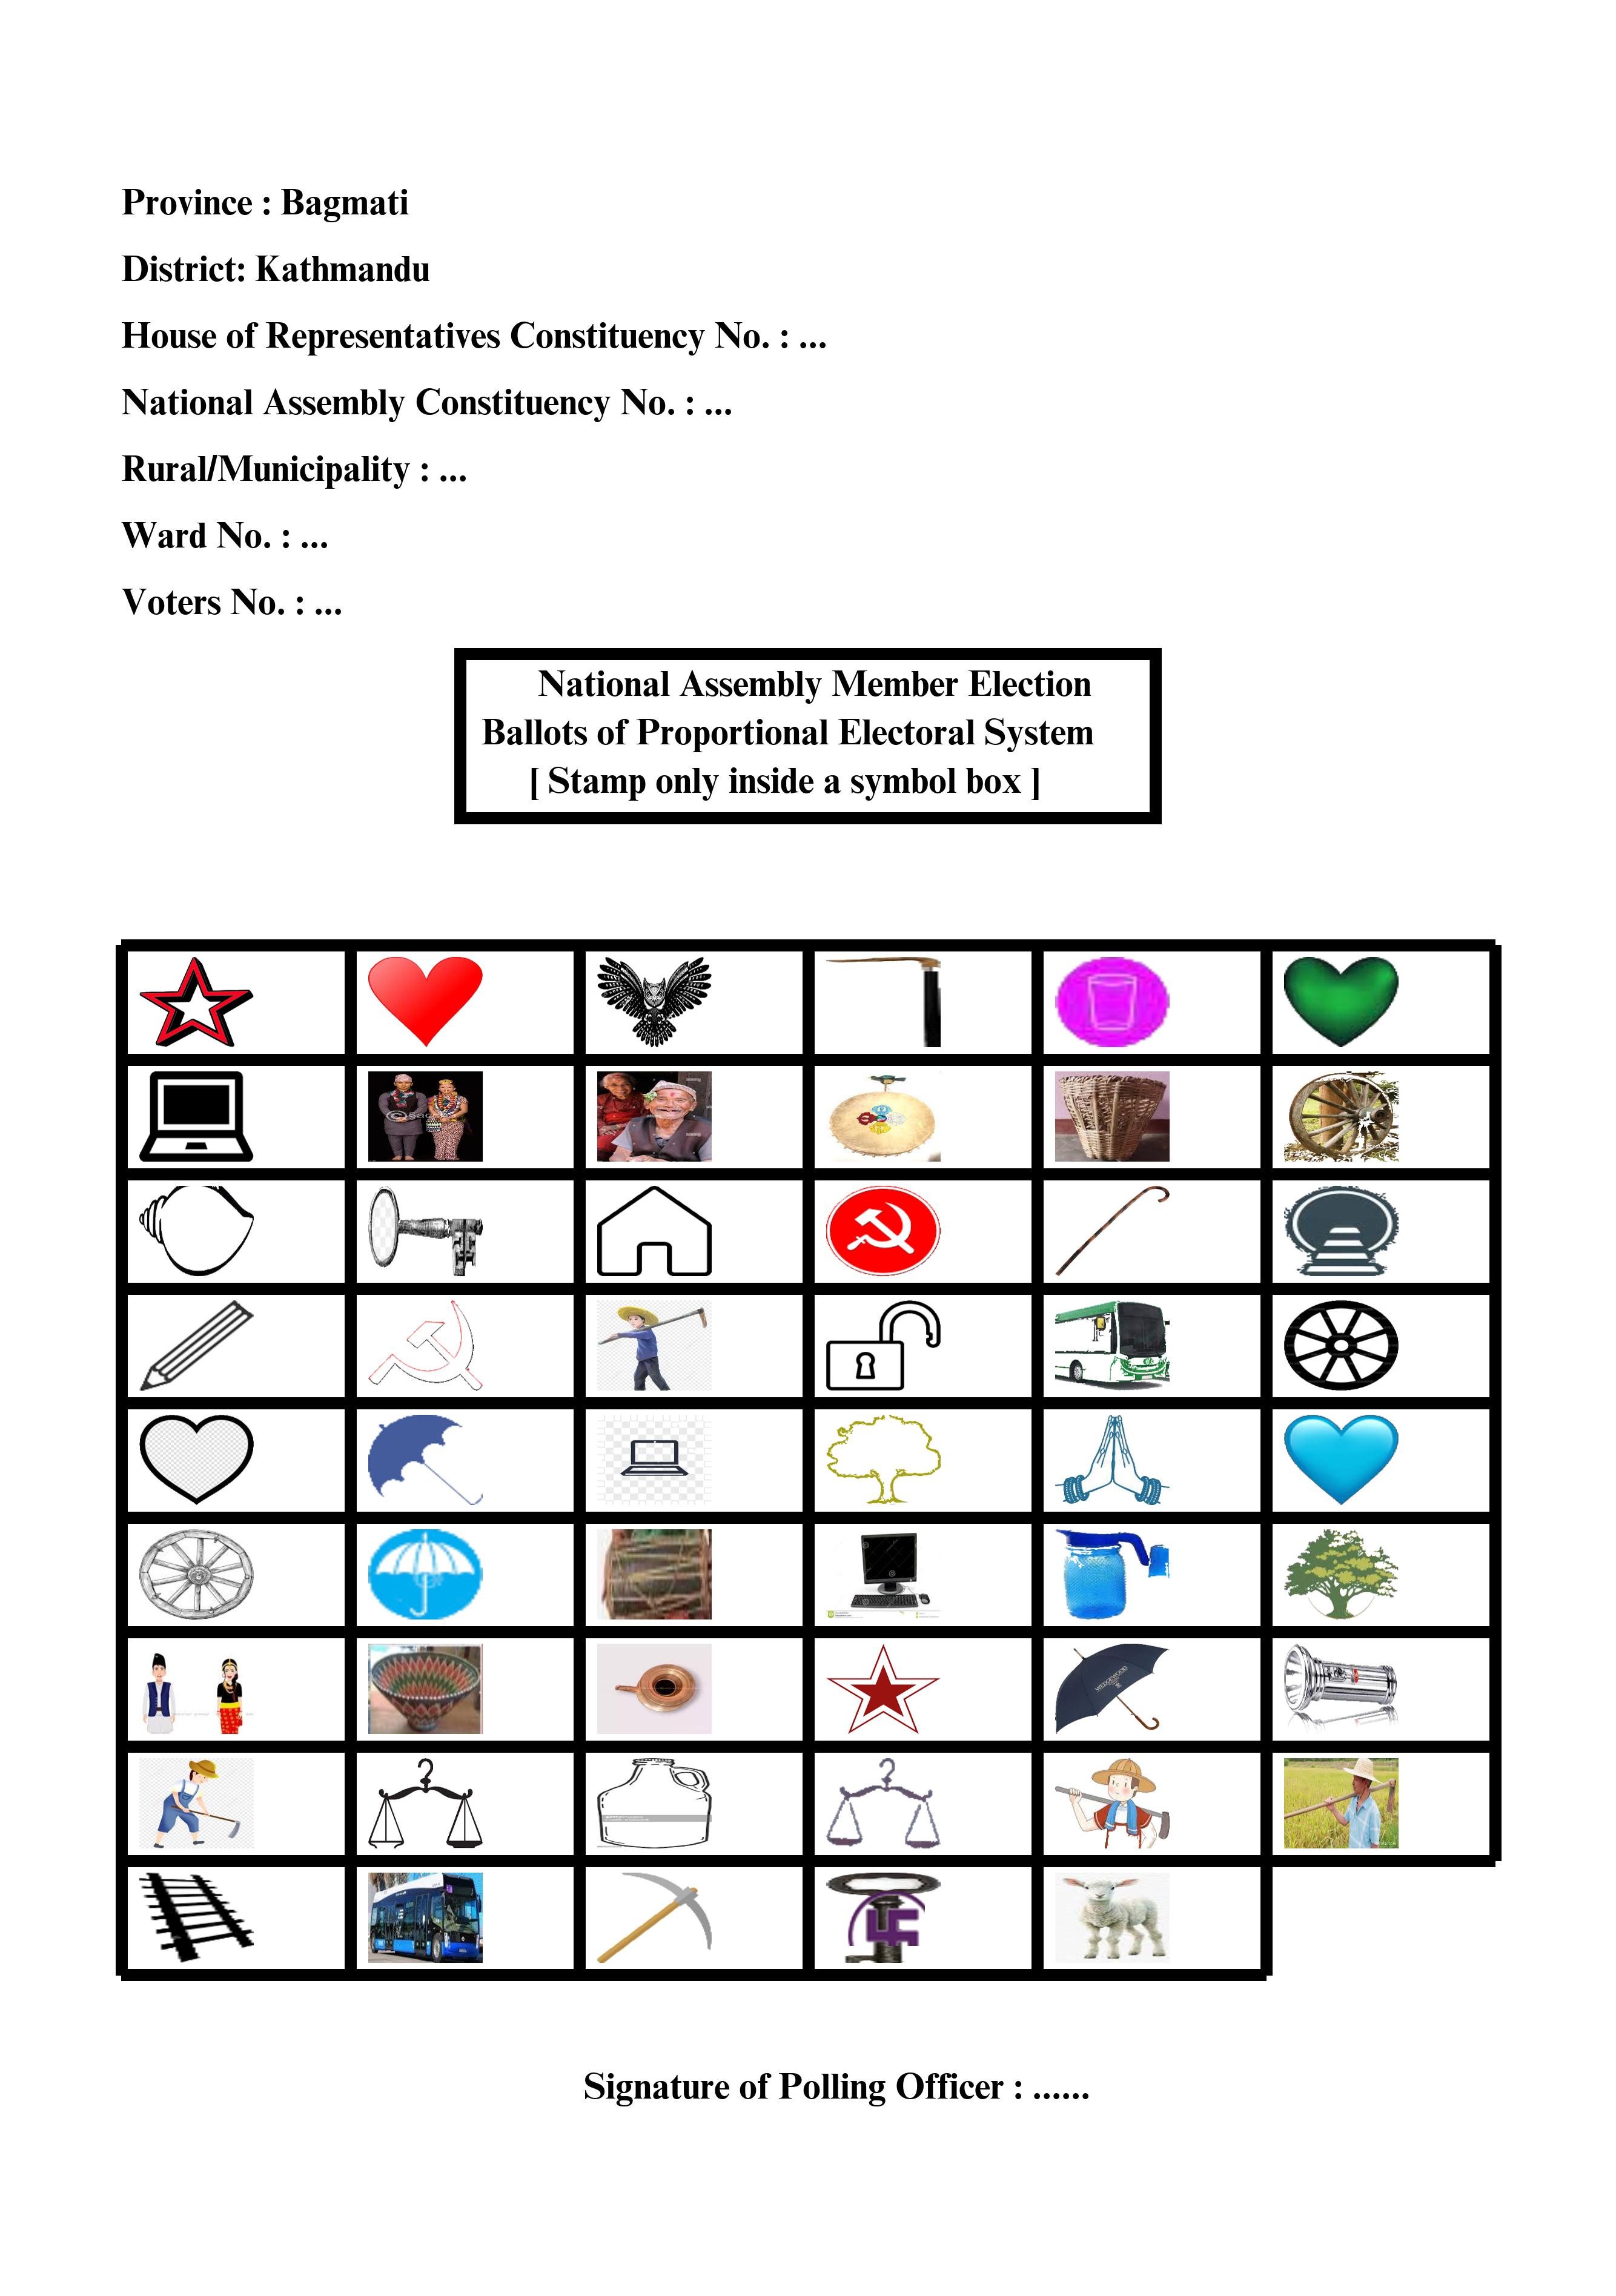 Province : Bagmati
District: Kathmandu
House of Representatives Constituency No. : ...
National Assembly Constituency No. : ...
Rural/Municipality : ...
Ward No. : ...
Voters No. : ...
National Assembly Member Election
Ballots of Proportional Electoral System
[ Stamp only inside a symbol box ]
Signature of Polling Officer : ......